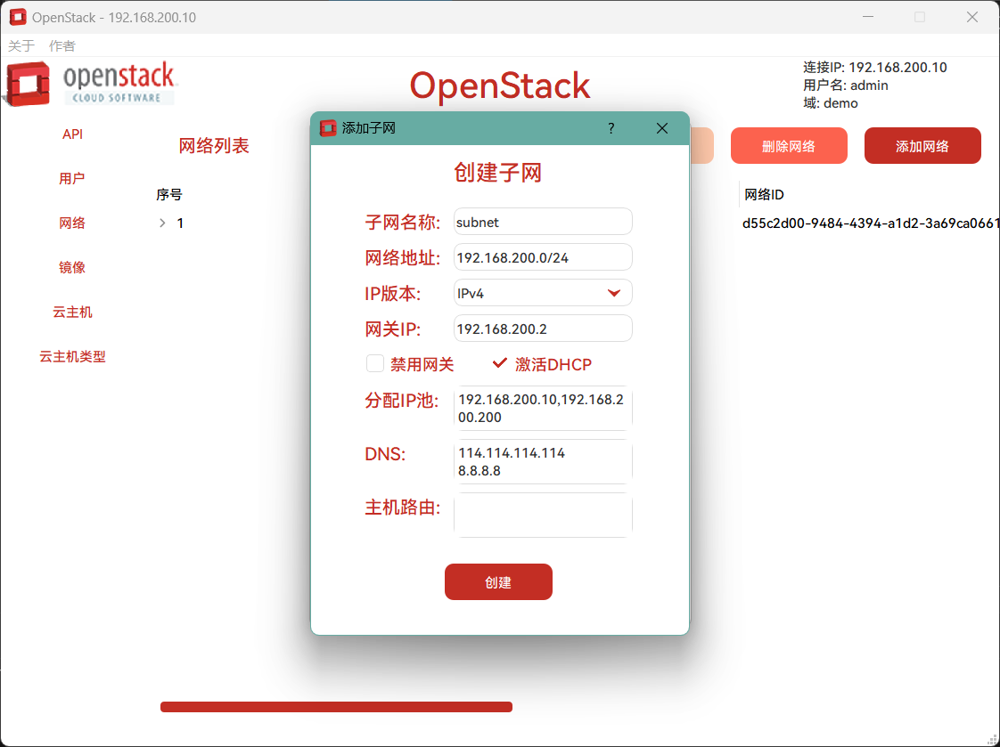 OpenStack - 192.168.200.10
关于 作者
openstack
CLOUD SOFTWARE
OpenStack
连接IP: 192.168.200.10
用户名: admin
域: demo
API
用户
网络
镜像
云主机
云主机类型
网络列表
删除网络
添加网络
序号
网络ID
1
d55c2d00-9484-4394-a1d2-3a69ca0661
添加子网
?
创建子网
子网名称: subnet
网络地址: 192.168.200.0/24
IP版本: IPv4
网关IP: 192.168.200.2
禁用网关 激活DHCP
分配IP池: 192.168.200.10,192.168.2
00.200
DNS: 114.114.114.114
8.8.8.8
主机路由:
创建